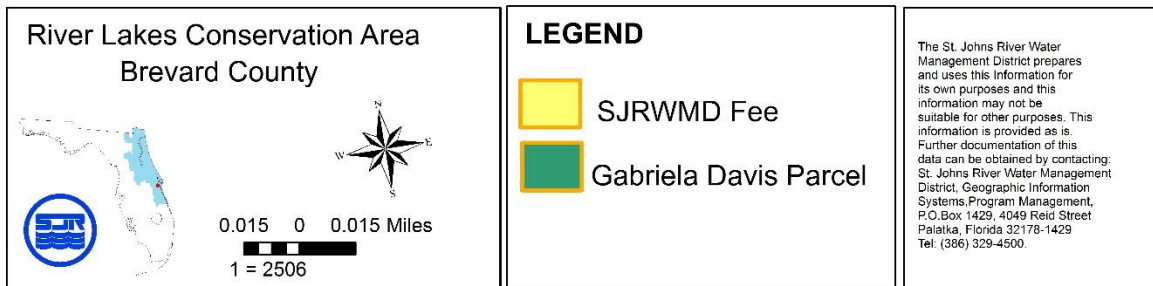 River Lakes Conservation Area
Brevard County
N
W
E
S
SJR
0.015 0 0.015 Miles
1 = 2506
LEGEND
SJRWMD Fee
Gabriela Davis Parcel
The St. Johns River Water
Management District prepares
and uses this Information for
its own purposes and this
information may not be
suitable for other purposes. This
information is provided as is.
Further documentation of this
data can be obtained by contacting:
St. Johns River Water Management
District, Geographic Information
Systems,Program Management,
P.O.Box 1429, 4049 Reid Street
Palatka, Florida 32178-1429
Tel: (386) 329-4500.